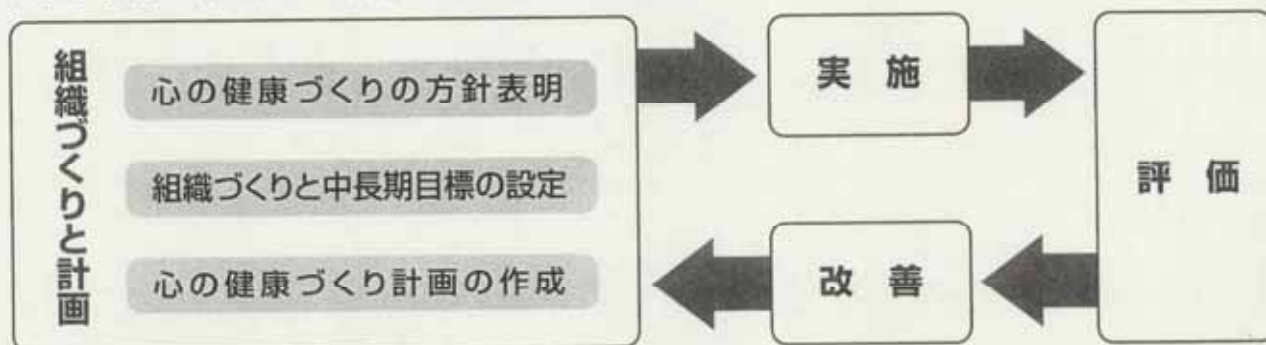 組織づくりと計画
心の健康づくりの方針表明
組織づくりと中長期目標の設定
心の健康づくり計画の作成
実 施
評 価
改 善